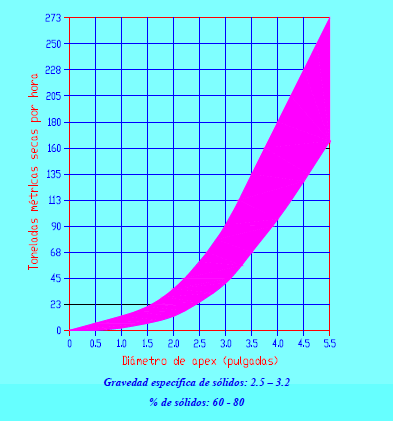 273
250
228
205
180
160
135
113
90
68
45
23
0
Toneladas métricas secas por hora
0 0.5 1.0 1.5 2.0 2.5 3.0 3.5 4.0 4.5 5.5
Diámetro de apex (pulgadas)
Gravedad específica de sólidos: 2.5 – 3.2
% de sólidos: 60 - 80